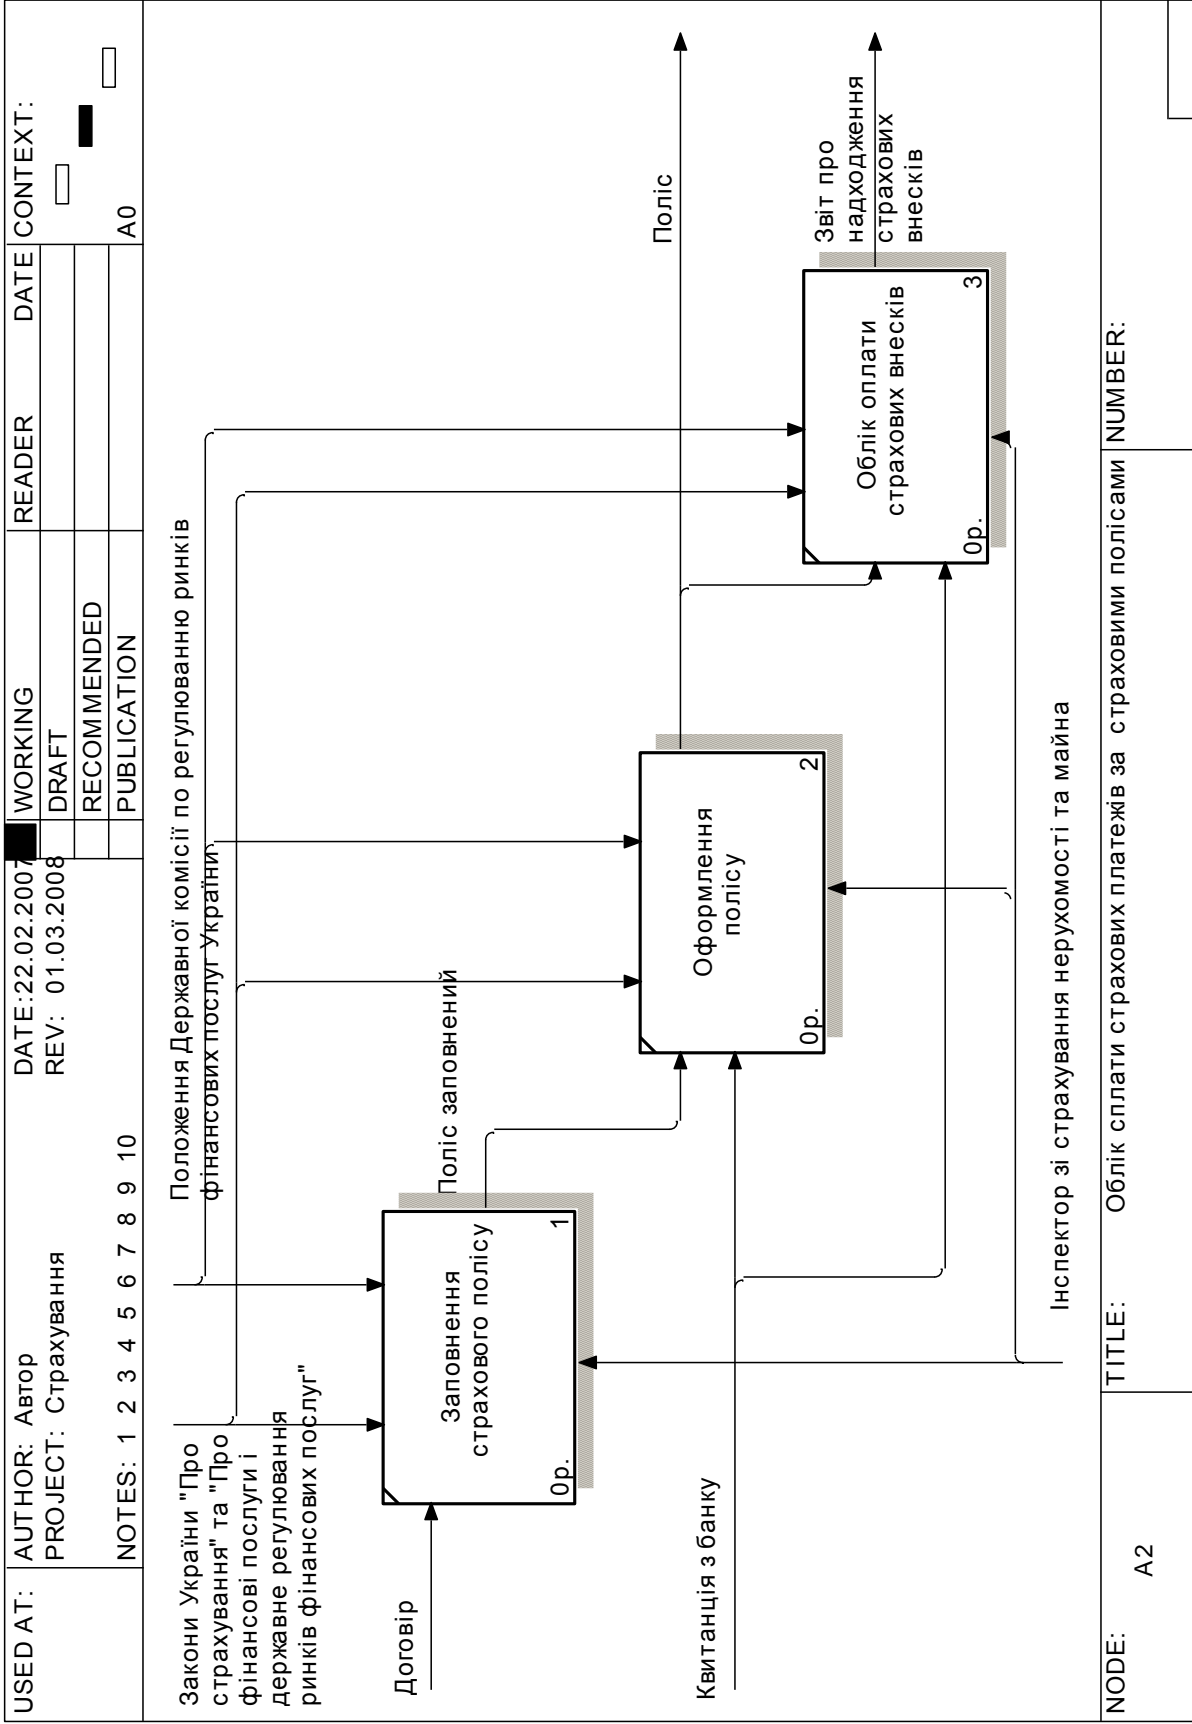 USED AT:
AUTHOR: Автор
DATE:22.02.2007
WORKING
READER
DATE
CONTEXT:
PROJECT: Страхування
REV: 01.03.2008
DRAFT
RECOMMENDED
NOTES: 1 2 3 4 5 6 7 8 9 10
PUBLICATION
A0
Закони України "Про
страхування" та "Про
фінансові послуги і
державне регулювання
ринків фінансових послуг"
Положення Державної комісії по регулюванню ринків
фінансових послуг України
Договір
Заповнення
страхового полісу
0р.
1
Поліс заповнений
Квитанція з банку
Оформлення
полісу
0р.
2
Поліс
Облік оплати
страхових внесків
0р.
3
Звіт про
надходження
страхових
внесків
Інспектор зі страхування нерухомості та майна
NODE:
TITLE:
Облік сплати страхових платежів за страховими полісами
NUMBER:
A2